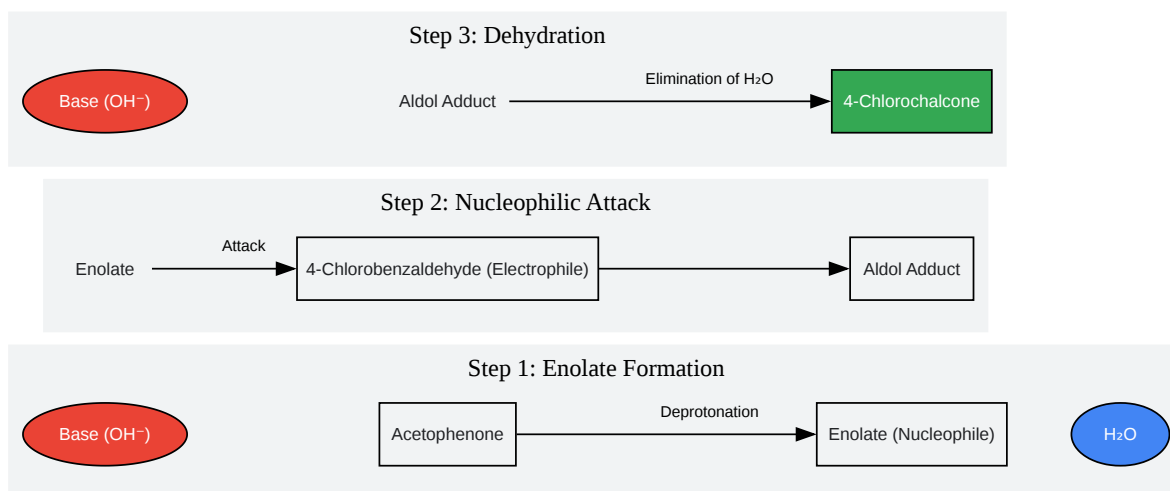 Step 3: Dehydration
Base (OH⁻)
Aldol Adduct
Elimination of H₂O
4-Chlorochalcone
Step 2: Nucleophilic Attack
Enolate
Attack
4-Chlorobenzaldehyde (Electrophile)
Aldol Adduct
Step 1: Enolate Formation
Base (OH⁻)
Acetophenone
Deprotonation
Enolate (Nucleophile)
H₂O